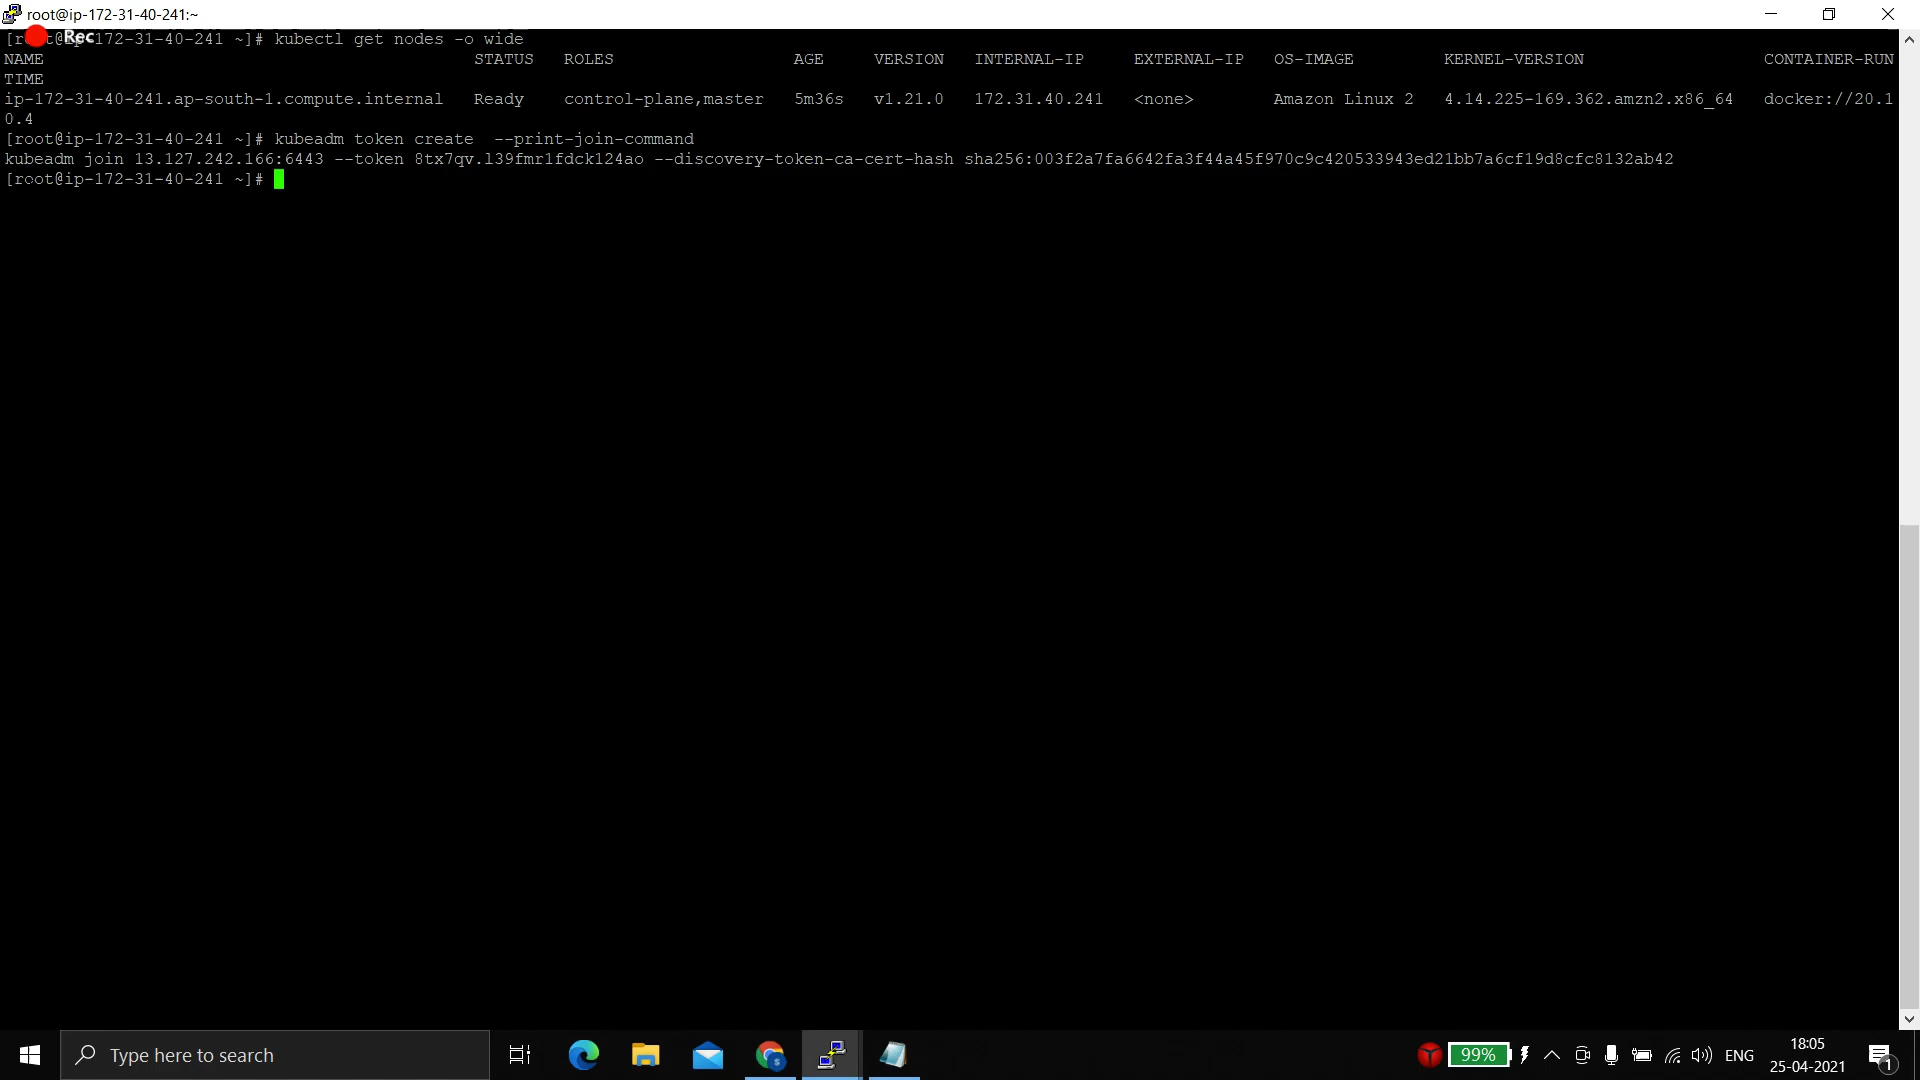 root@ip-172-31-40-241:~
Rec
[root@ip-172-31-40-241 ~]# kubectl get nodes -o wide
NAME STATUS ROLES AGE VERSION INTERNAL-IP EXTERNAL-IP OS-IMAGE KERNEL-VERSION CONTAINER-RUN
TIME
ip-172-31-40-241.ap-south-1.compute.internal Ready control-plane,master 5m36s v1.21.0 172.31.40.241 <none> Amazon Linux 2 4.14.225-169.362.amzn2.x86_64 docker://20.1
0.4
[root@ip-172-31-40-241 ~]# kubeadm token create --print-join-command
kubeadm join 13.127.242.166:6443 --token 8tx7qv.l39fmr1fdck124ao --discovery-token-ca-cert-hash sha256:003f2a7fa6642fa3f44a45f970c9c420533943ed21bb7a6cf19d8cfc8132ab42
[root@ip-172-31-40-241 ~]#
Type here to search
99%
ENG
18:05
25-04-2021
1